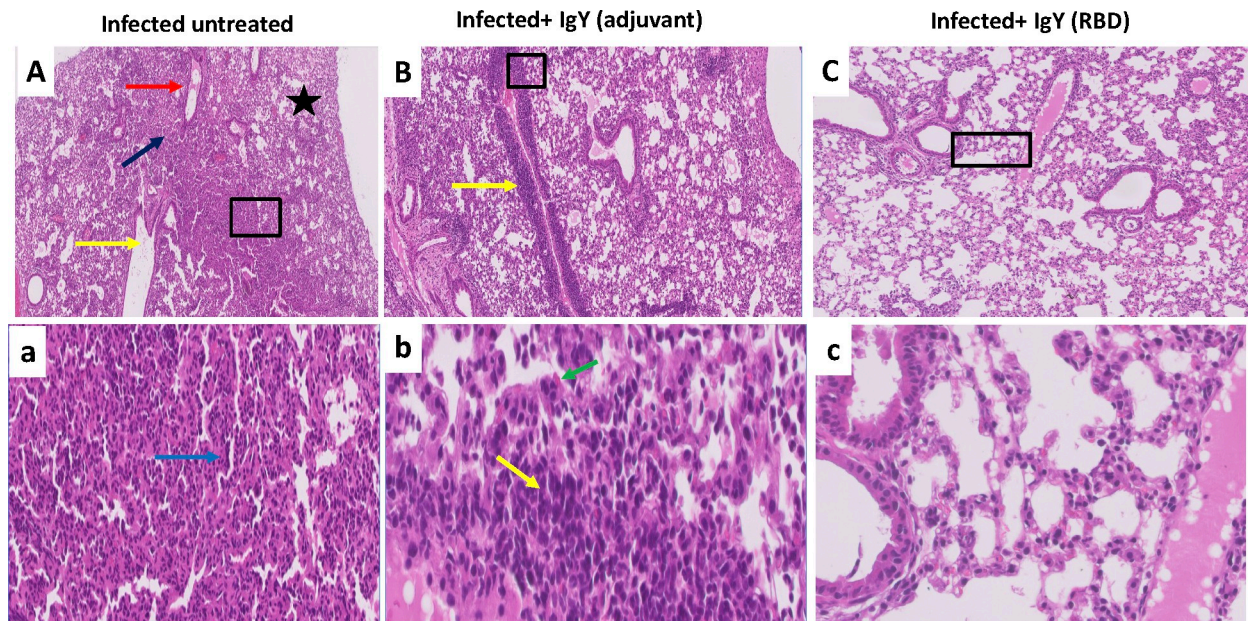 Infected untreated
Infected+ IgY (adjuvant)
Infected+ IgY (RBD)
A
B
C
a
b
c